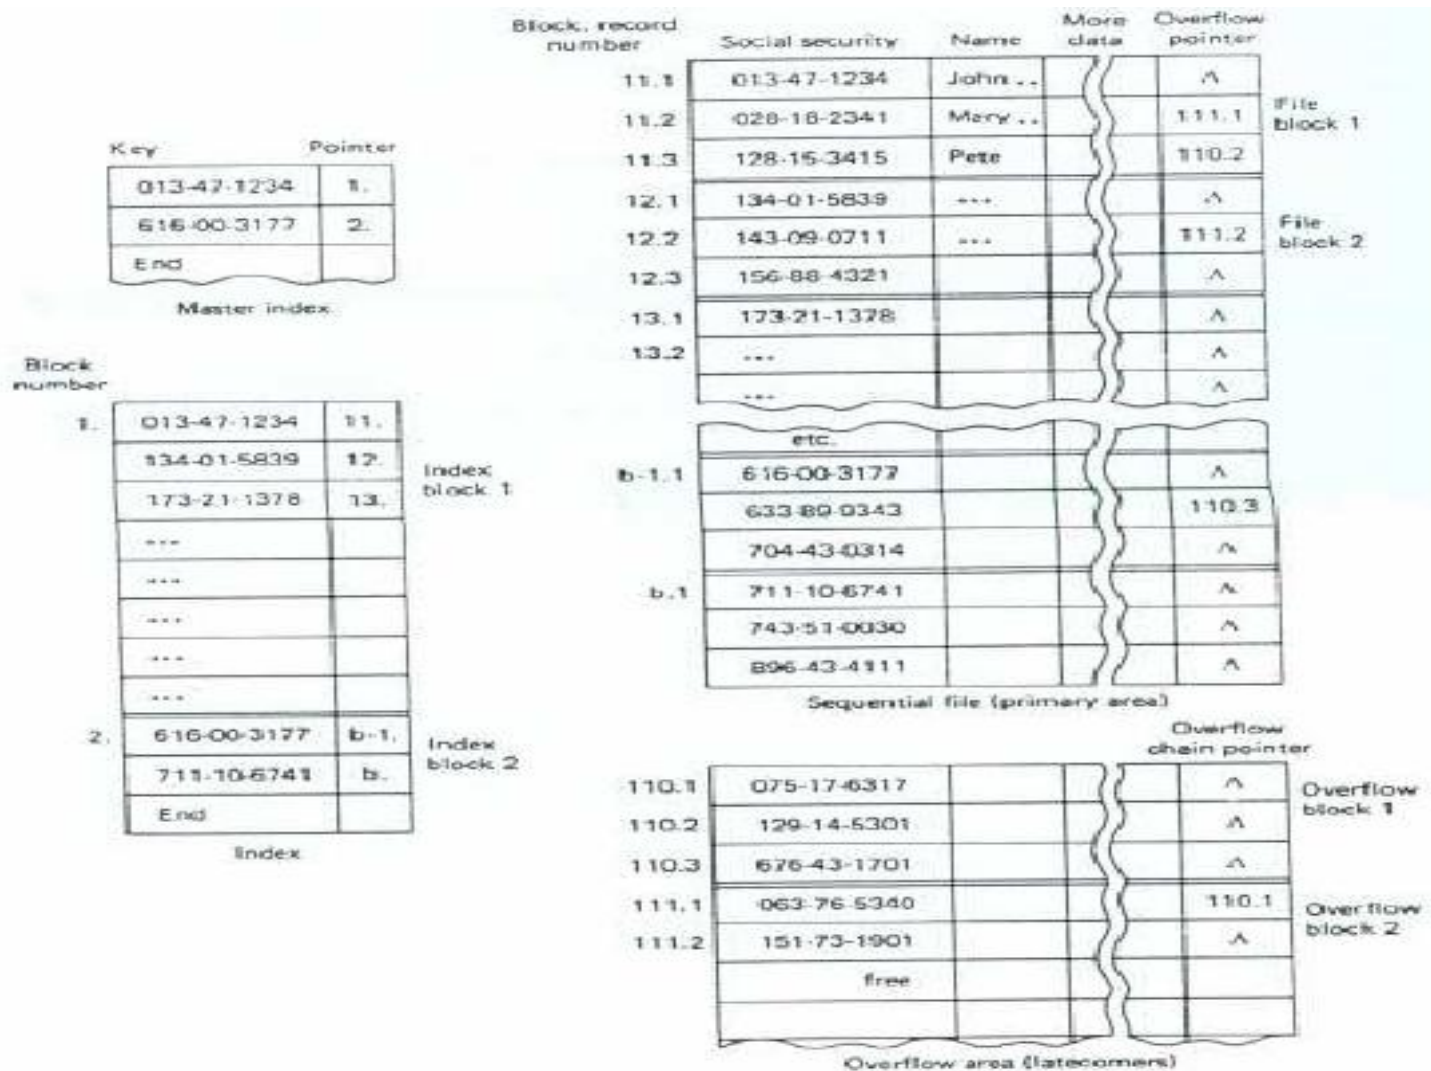 Key Pointer
013-47-1234 1.
616-00-3177 2.
End
Master index
Block
number
1. 013-47-1234 11.
134-01-5839 12.
173-21-1378 13.
...
...
...
...
...
Index
block 1
2. 616-00-3177 b-1.
711-10-6741 b.
End
Index
block 2
Index
Block, record
number
Social security
Name
More
data
Overflow
pointer
11.1 013-47-1234 John .. ^
11.2 028-18-2341 Mary .. 111.1
11.3 128-15-3415 Pete 110.2
File
block 1
12.1 134-01-5839 ... ^
12.2 143-09-0711 ... 111.2
12.3 156-88-4321 ^
File
block 2
13.1 173-21-1378 ^
13.2 ... ^
... ^
etc.
b-1.1 616-00-3177 ^
633-89-0343 110.3
704-43-0314 ^
b.1 711-10-6741 ^
743-51-0030 ^
896-43-4111 ^
Sequential file (primary area)
Overflow
chain pointer
110.1 075-17-6317 ^
110.2 129-14-5301 ^
110.3 676-43-1701 ^
Overflow
block 1
111.1 063-76-5340 110.1
111.2 151-73-1901 ^
free
Overflow
block 2
Overflow area (latecomers)